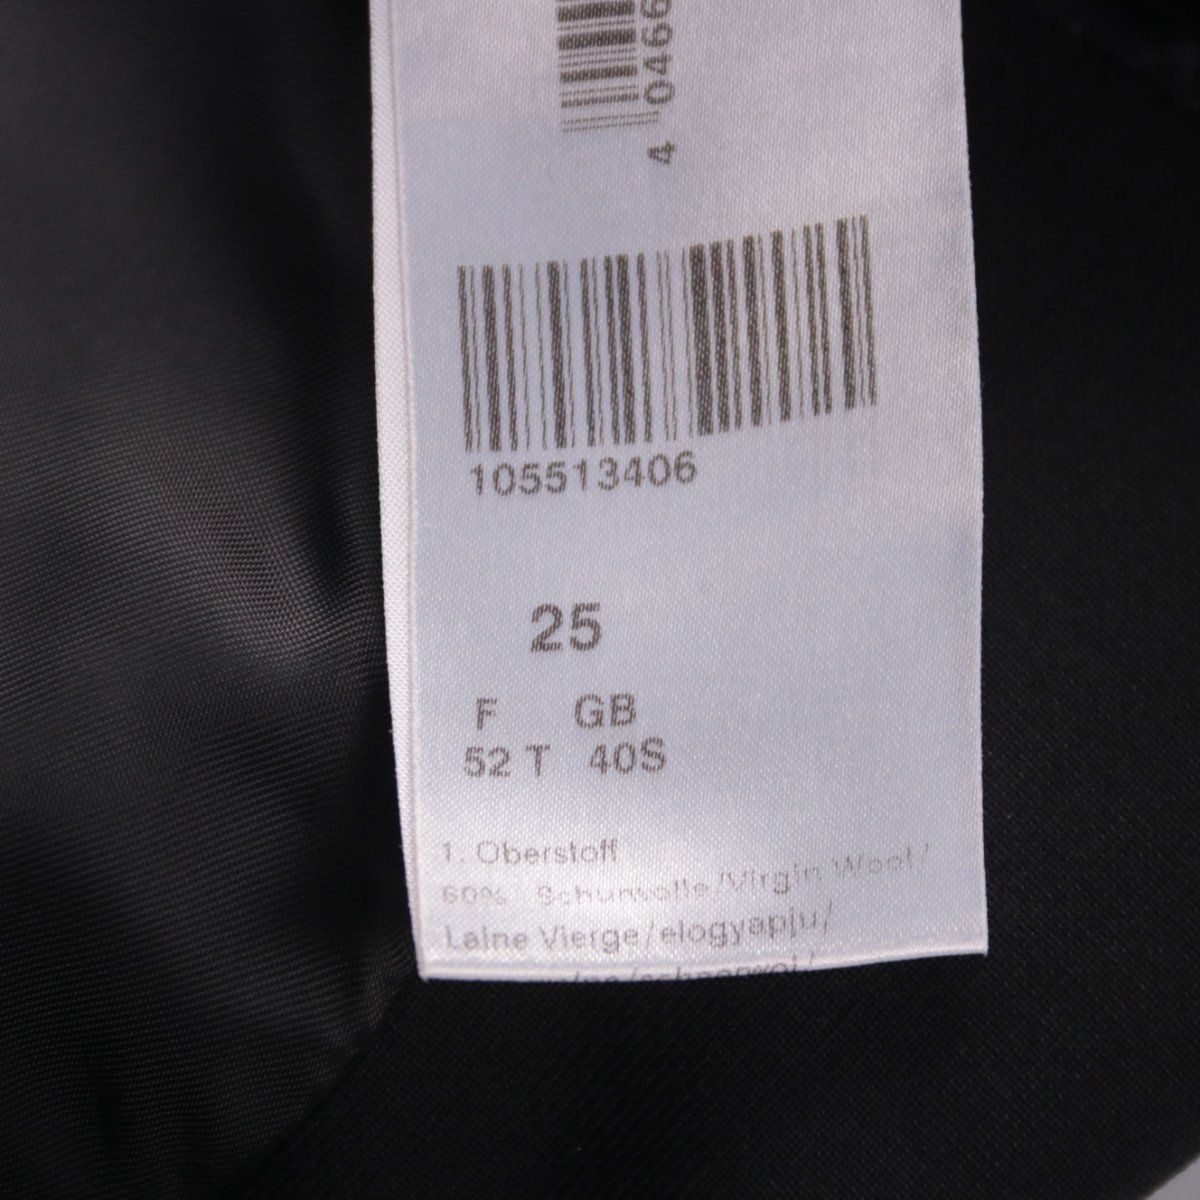 4 0466
105513406
25
F GB
52 T 40S
1. Oberstoff
60% Schurwolle/Virgin Wool/
Laine Vierge/elogyapju/